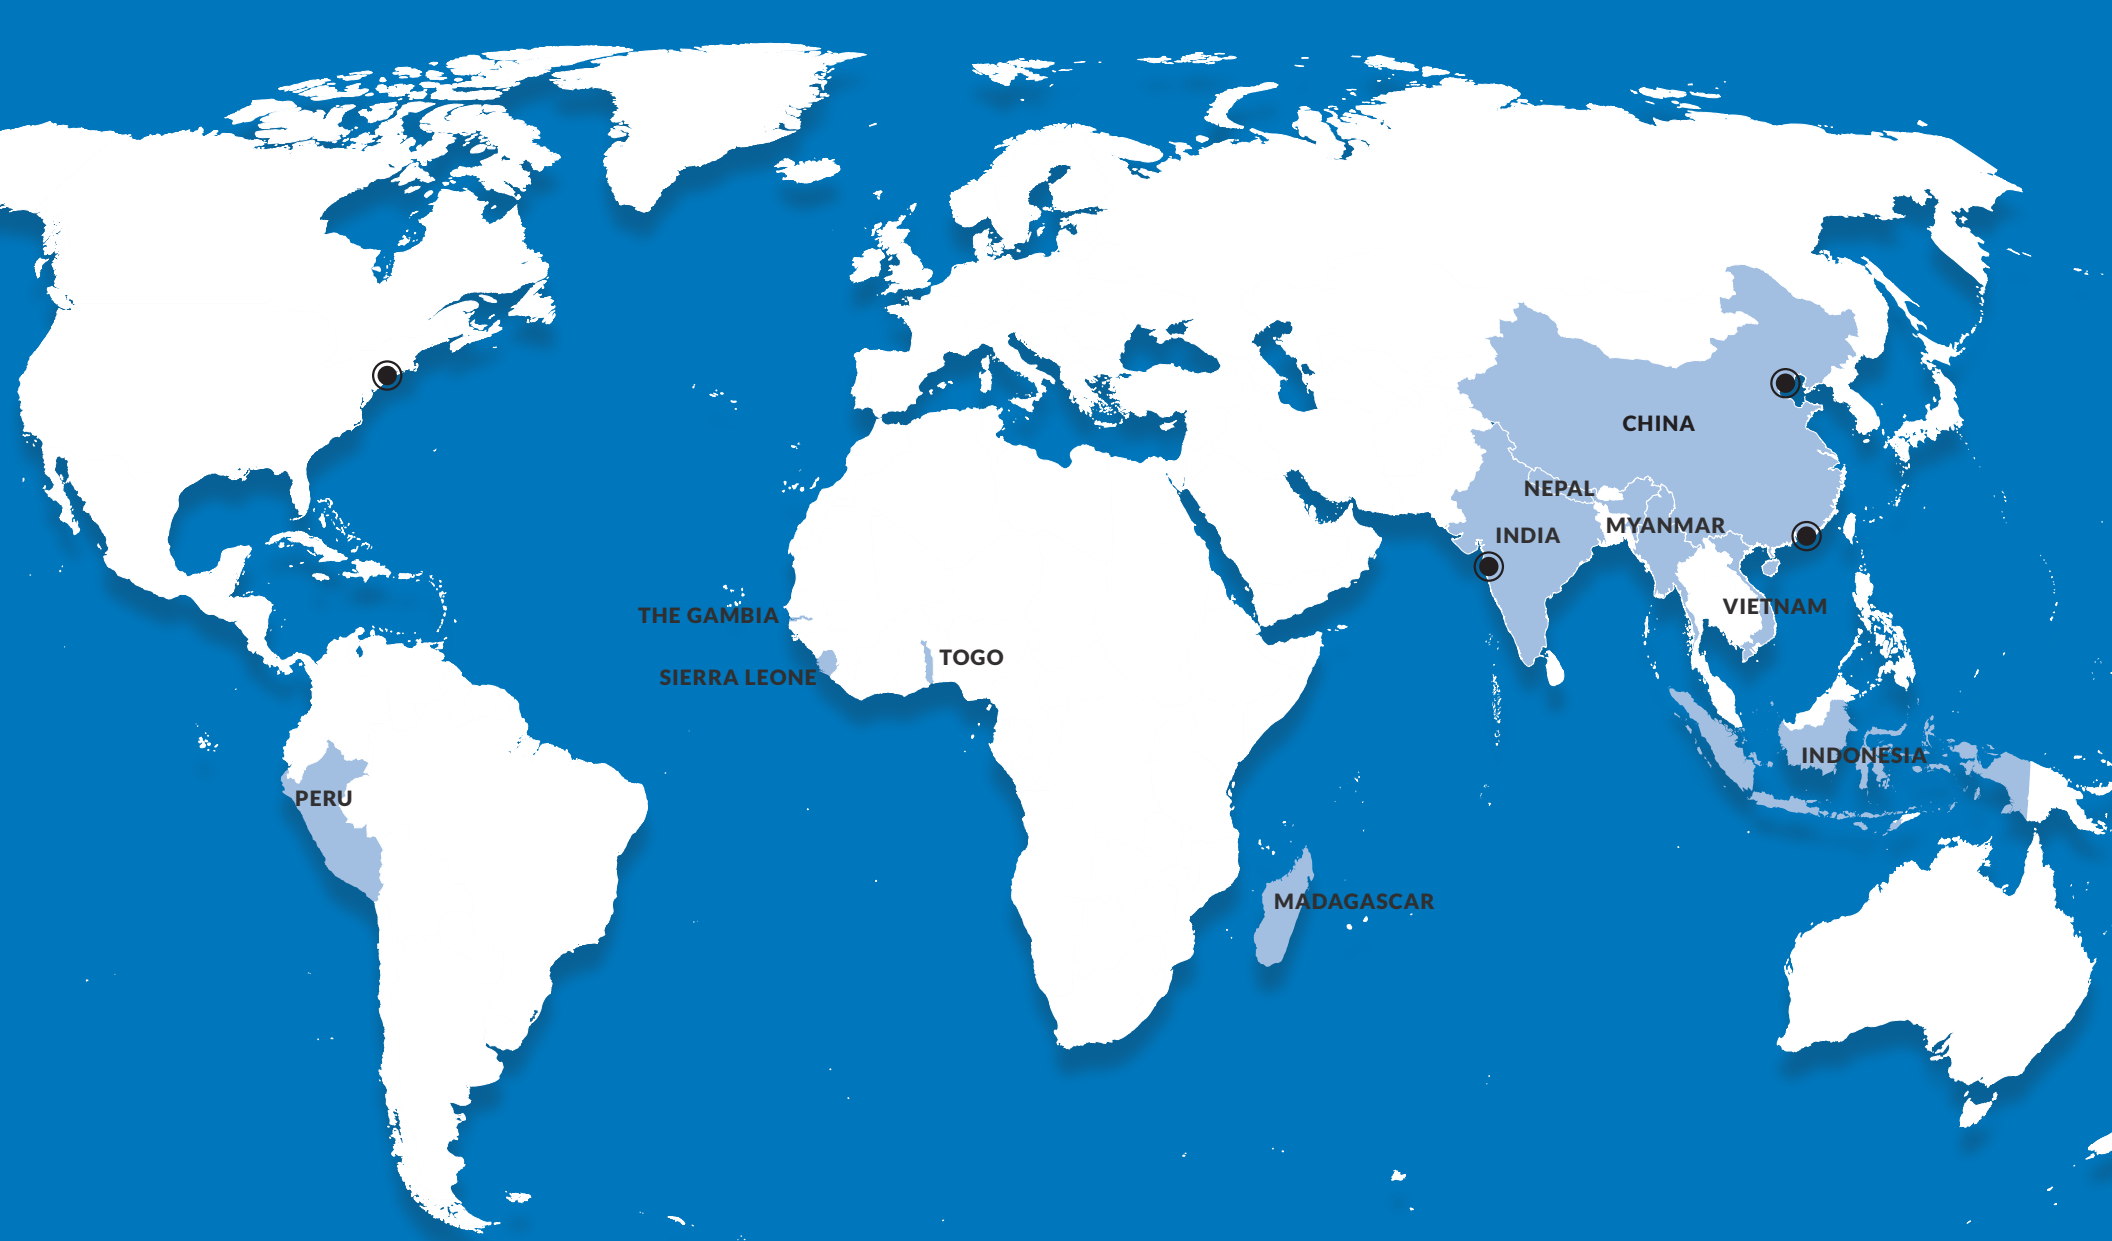 CHINA
NEPAL
MYANMAR
INDIA
VIETNAM
THE GAMBIA
TOGO
SIERRA LEONE
INDONESIA
PERU
MADAGASCAR